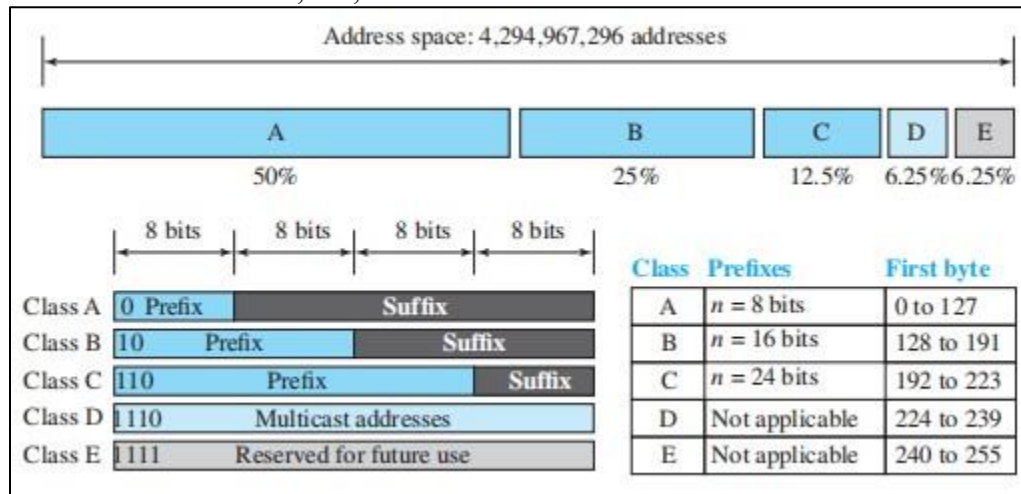 Address space: 4,294,967,296 addresses
A B C D E
50% 25% 12.5% 6.25% 6.25%
8 bits 8 bits 8 bits 8 bits
Class A 0 Prefix Suffix
Class B 10 Prefix Suffix
Class C 110 Prefix Suffix
Class D 1110 Multicast addresses
Class E 1111 Reserved for future use
Class Prefixes First byte
A n = 8 bits 0 to 127
B n = 16 bits 128 to 191
C n = 24 bits 192 to 223
D Not applicable 224 to 239
E Not applicable 240 to 255